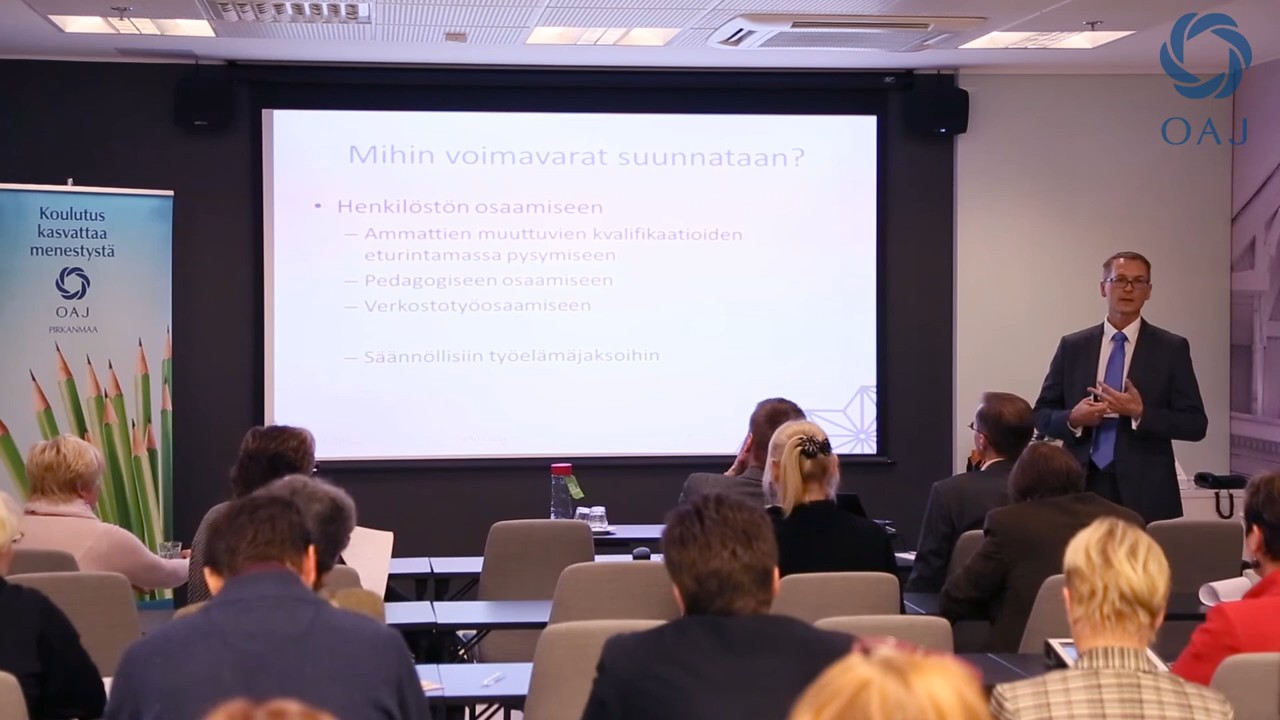 OAJ
Koulutus
kasvattaa
menestystä
OAJ
PIRKANMAA
Mihin voimavarat suunnataan?
• Henkilöstön osaamiseen
– Ammattien muuttuvien kvalifikaatioiden
eturintamassa pysymiseen
– Pedagogiseen osaamiseen
– Verkostotyöosaamiseen
– Säännöllisiin työelämäjaksoihin